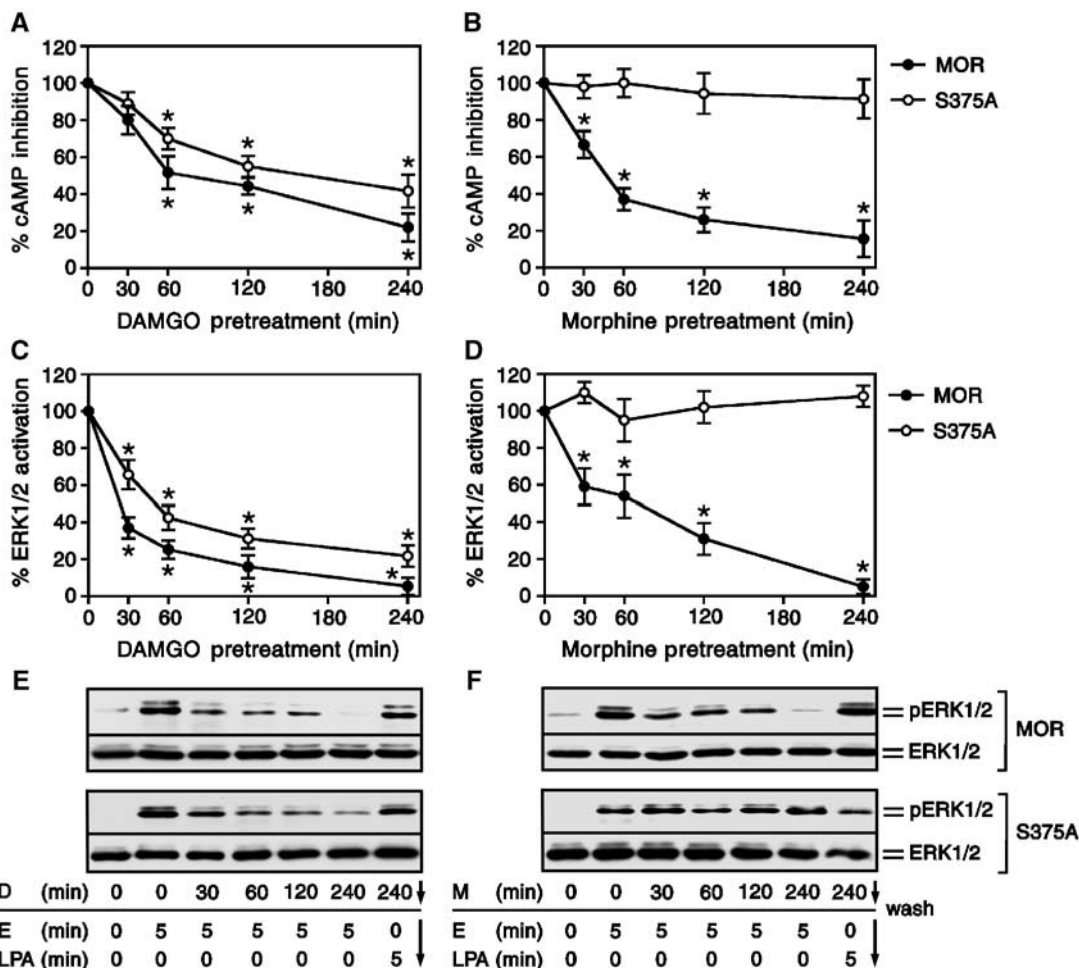 A
B
120
100
80
60
40
20
0
% cAMP inhibition
* * *
* * *
0 30 60 120 180 240
DAMGO pretreatment (min)
120
100
80
60
40
20
0
% cAMP inhibition
* * * *
0 30 60 120 180 240
Morphine pretreatment (min)
MOR
S375A
C
D
120
100
80
60
40
20
0
% ERK1/2 activation
* * * *
* * * *
0 30 60 120 180 240
DAMGO pretreatment (min)
120
100
80
60
40
20
0
% ERK1/2 activation
* * * *
0 30 60 120 180 240
Morphine pretreatment (min)
MOR
S375A
E
F
pERK1/2
ERK1/2
MOR
pERK1/2
ERK1/2
S375A
D (min) 0 0 30 60 120 240 240
E (min) 0 5 5 5 5 5 0
LPA (min) 0 0 0 0 0 0 5
M (min) 0 0 30 60 120 240 240
wash
E (min) 0 5 5 5 5 5 0
LPA (min) 0 0 0 0 0 0 5